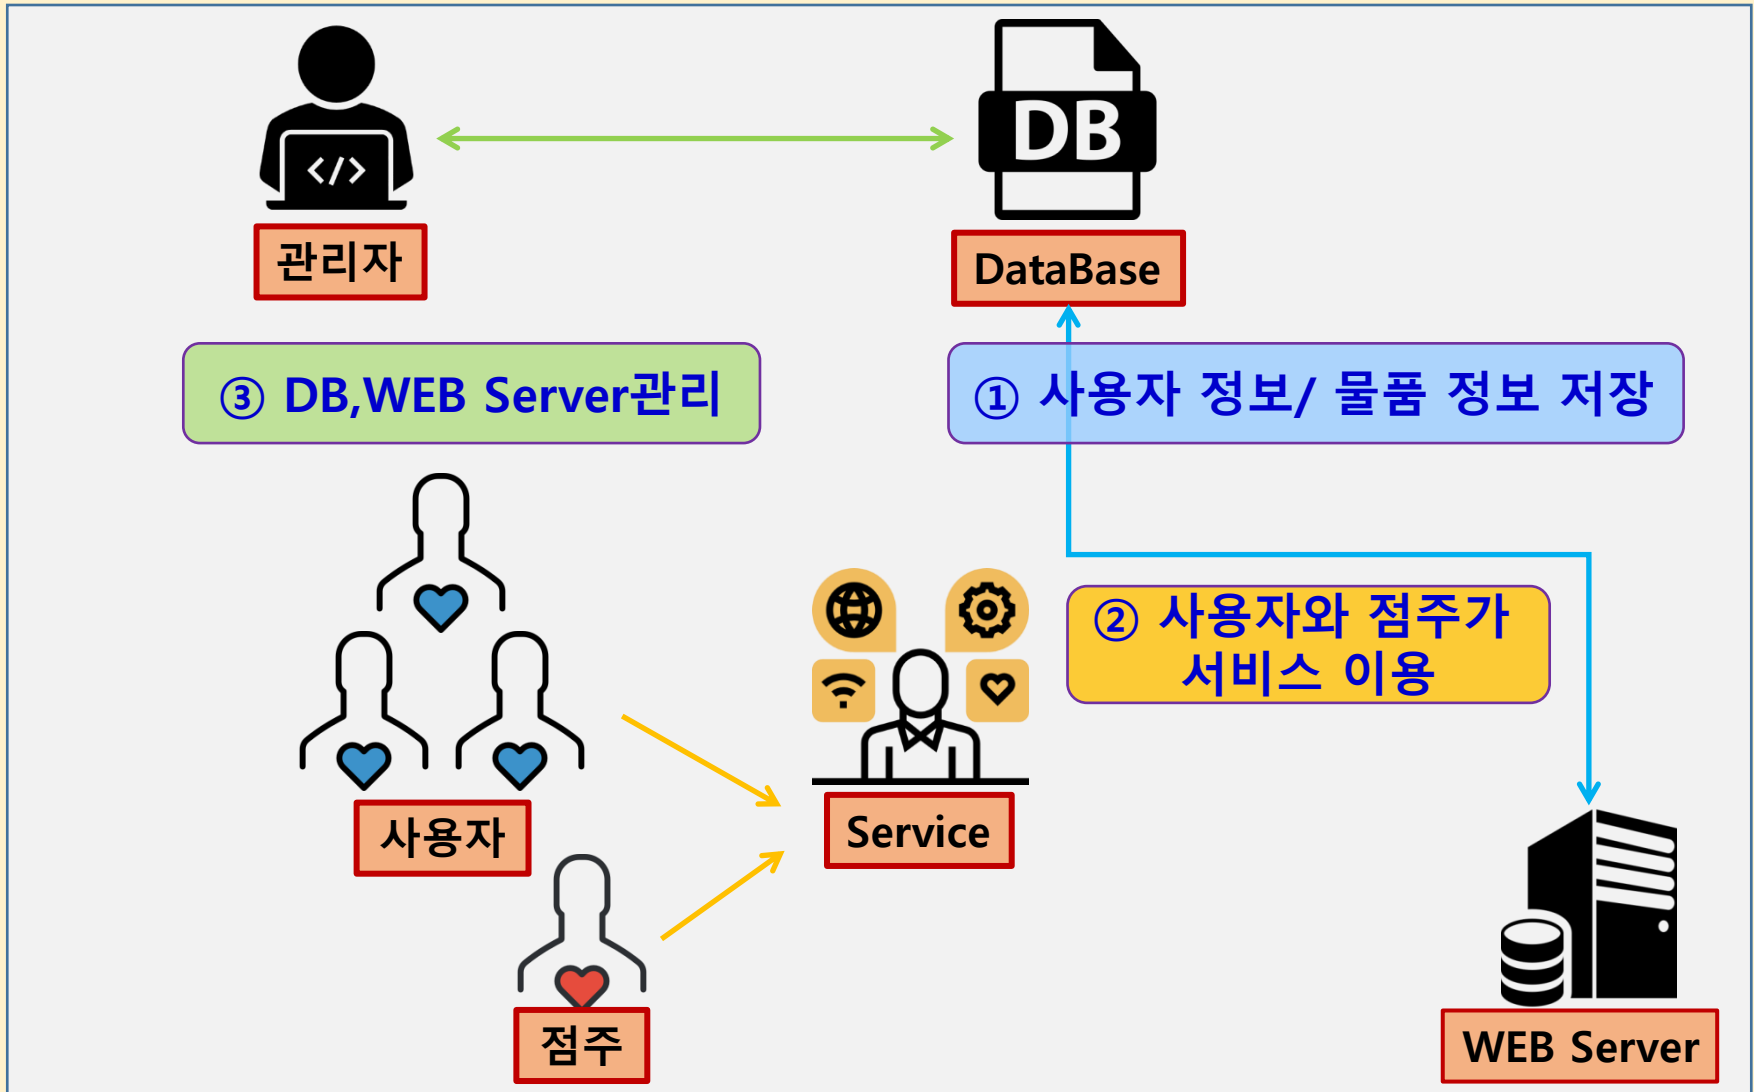 </>
DB
관리자
DataBase
③ DB,WEB Server관리
① 사용자 정보/ 물품 정보 저장
② 사용자와 점주가
서비스 이용
사용자
Service
점주
WEB Server